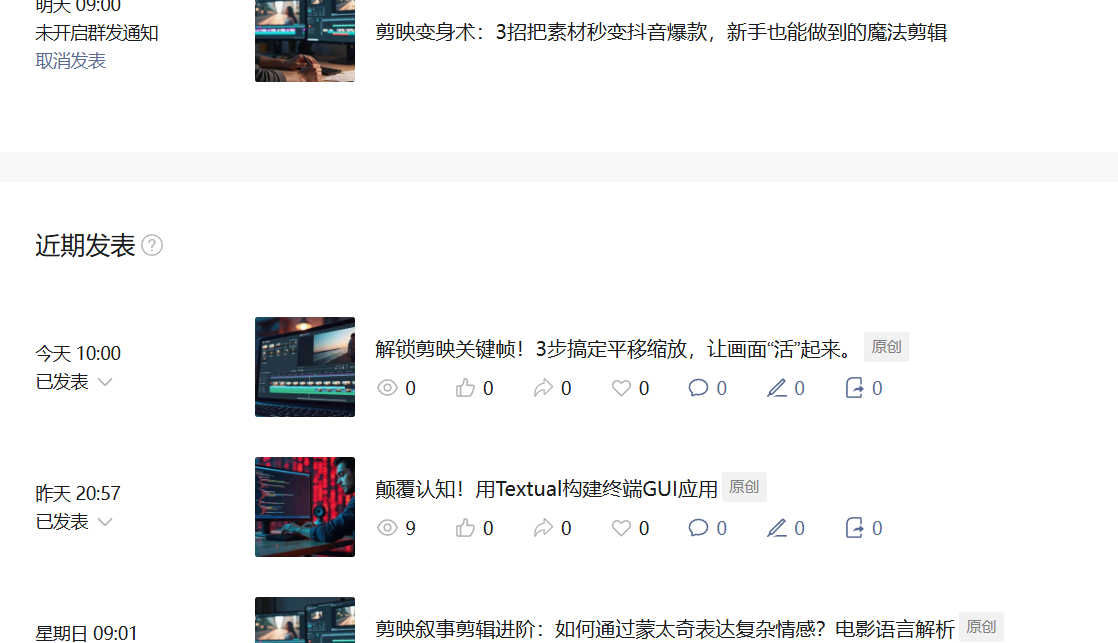 明天 09:00
未开启群发通知
取消发表
剪映变身术：3招把素材秒变抖音爆款，新手也能做到的魔法剪辑
近期发表 ?
今天 10:00
已发表
解锁剪映关键帧！3步搞定平移缩放，让画面“活”起来。 原创
0 0 0 0 0 0 0
昨天 20:57
已发表
颠覆认知！用Textual构建终端GUI应用 原创
9 0 0 0 0 0 0
星期日 09:01
剪映叙事剪辑进阶：如何通过蒙太奇表达复杂情感？电影语言解析 原创